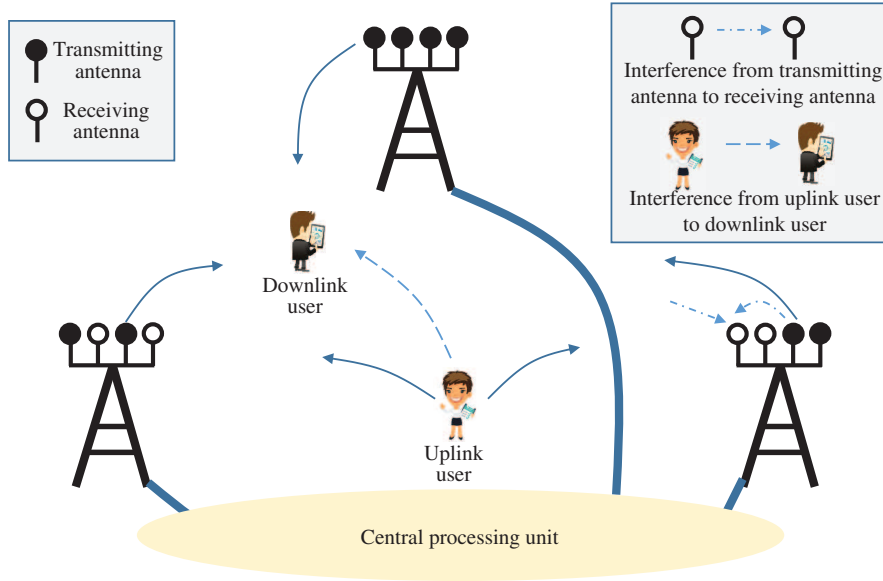 Transmitting
antenna
Receiving
antenna
Interference from transmitting
antenna to receiving antenna
Interference from uplink user
to downlink user
Downlink
user
Uplink
user
Central processing unit